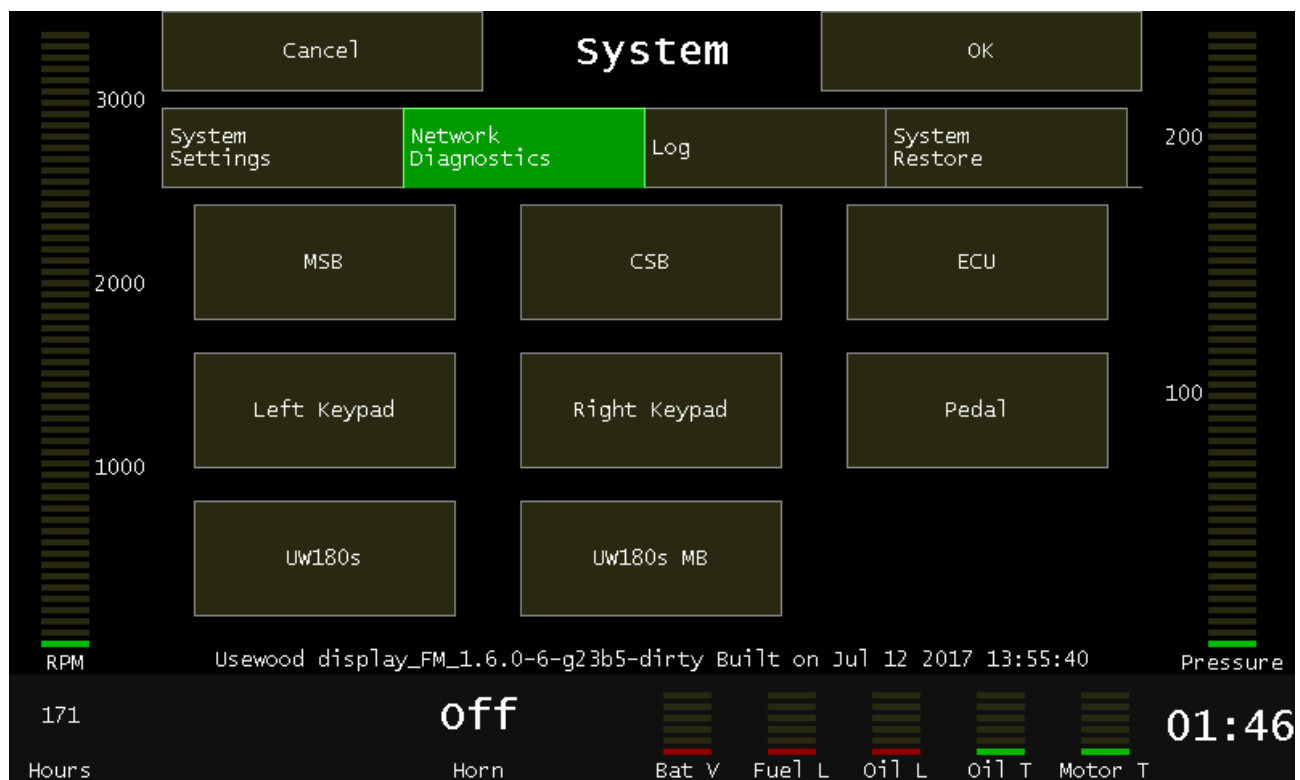 Cancel
System
OK
3000
System
Settings
Network
Diagnostics
Log
System
Restore
200
MSB
CSB
ECU
2000
Left Keypad
Right Keypad
Pedal
100
1000
UW180s
UW180s MB
RPM
Usewood display_FM_1.6.0-6-g23b5-dirty Built on Jul 12 2017 13:55:40
Pressure
171
off
01:46
Hours
Horn
Bat V
Fuel L
Oil L
Oil T
Motor T